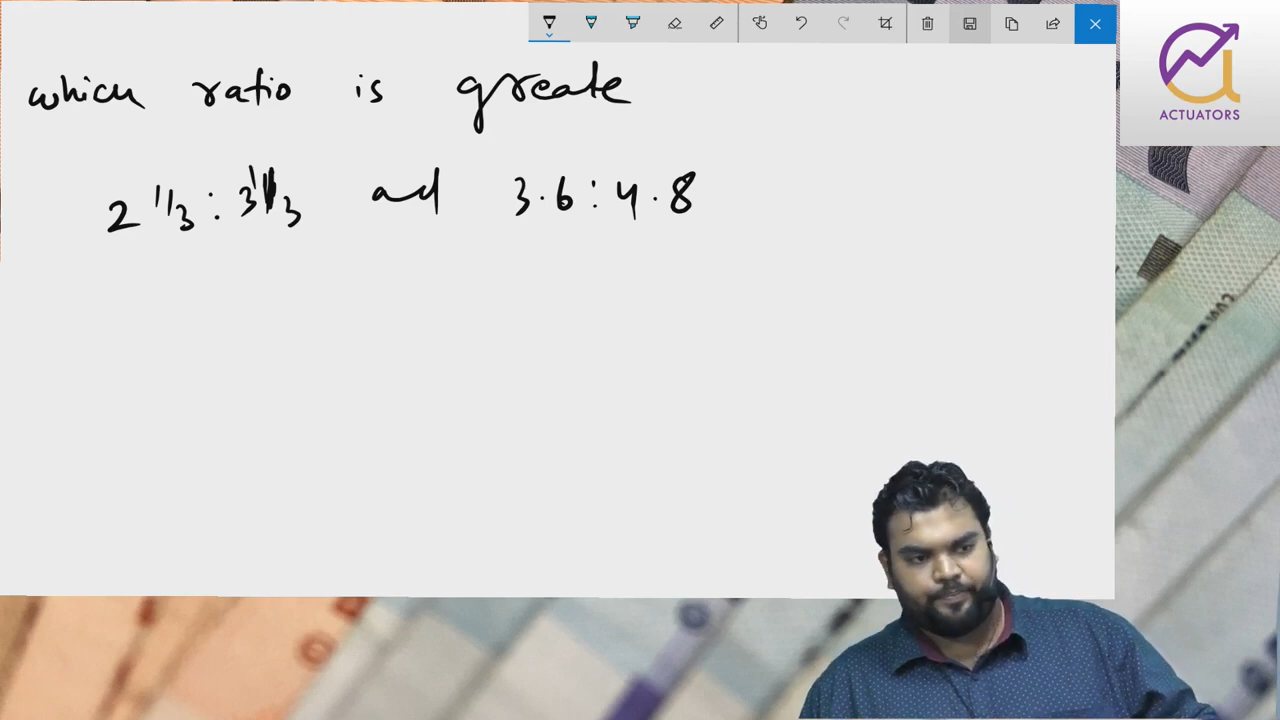 which ratio is greate
2 1/3 : 3 1/3 and 3.6 : 4.8
ACTUATORS